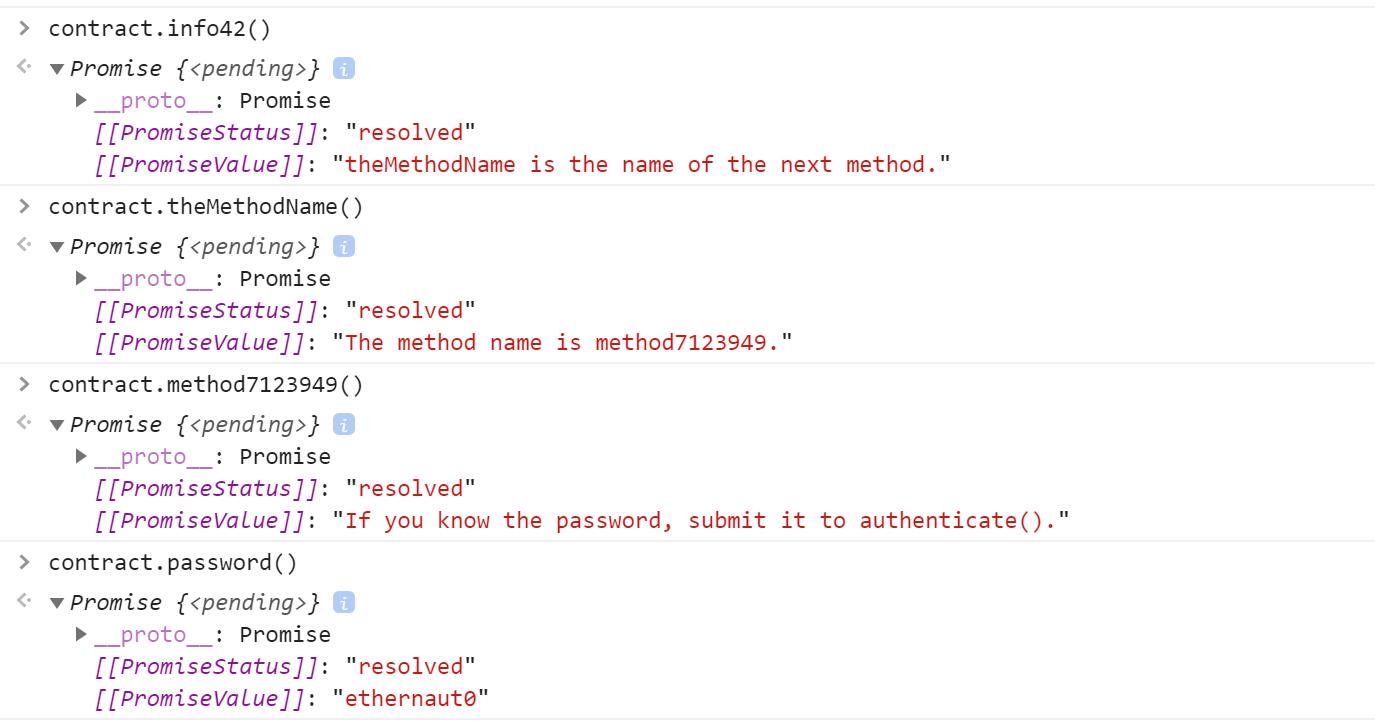 > contract.info42()
<· ▼ Promise {<pending>} i
▶ __proto__: Promise
[[PromiseStatus]]: "resolved"
[[PromiseValue]]: "theMethodName is the name of the next method."
> contract.theMethodName()
<· ▼ Promise {<pending>} i
▶ __proto__: Promise
[[PromiseStatus]]: "resolved"
[[PromiseValue]]: "The method name is method7123949."
> contract.method7123949()
<· ▼ Promise {<pending>} i
▶ __proto__: Promise
[[PromiseStatus]]: "resolved"
[[PromiseValue]]: "If you know the password, submit it to authenticate()."
> contract.password()
<· ▼ Promise {<pending>} i
▶ __proto__: Promise
[[PromiseStatus]]: "resolved"
[[PromiseValue]]: "ethernaut0"